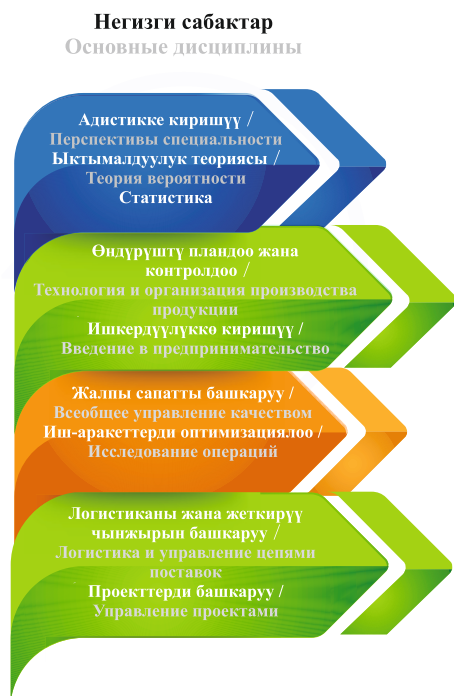 Негизги сабактар
Основные дисциплины
Адистикке киришүү /
Перспективы специальности
Ыктымалдуулук теориясы /
Теория вероятности
Статистика
Өндүрүштү пландоо жана
контролдоо /
Технология и организация производства
продукции
Ишкердүүлүккө киришүү /
Введение в предпринимательство
Жалпы сапатты башкаруу /
Всеобщее управление качеством
Иш-аракеттерди оптимизациялоо /
Исследование операций
Логистиканы жана жеткирүү
чынжырын башкаруу /
Логистика и управление цепями
поставок
Проекттерди башкаруу /
Управление проектами